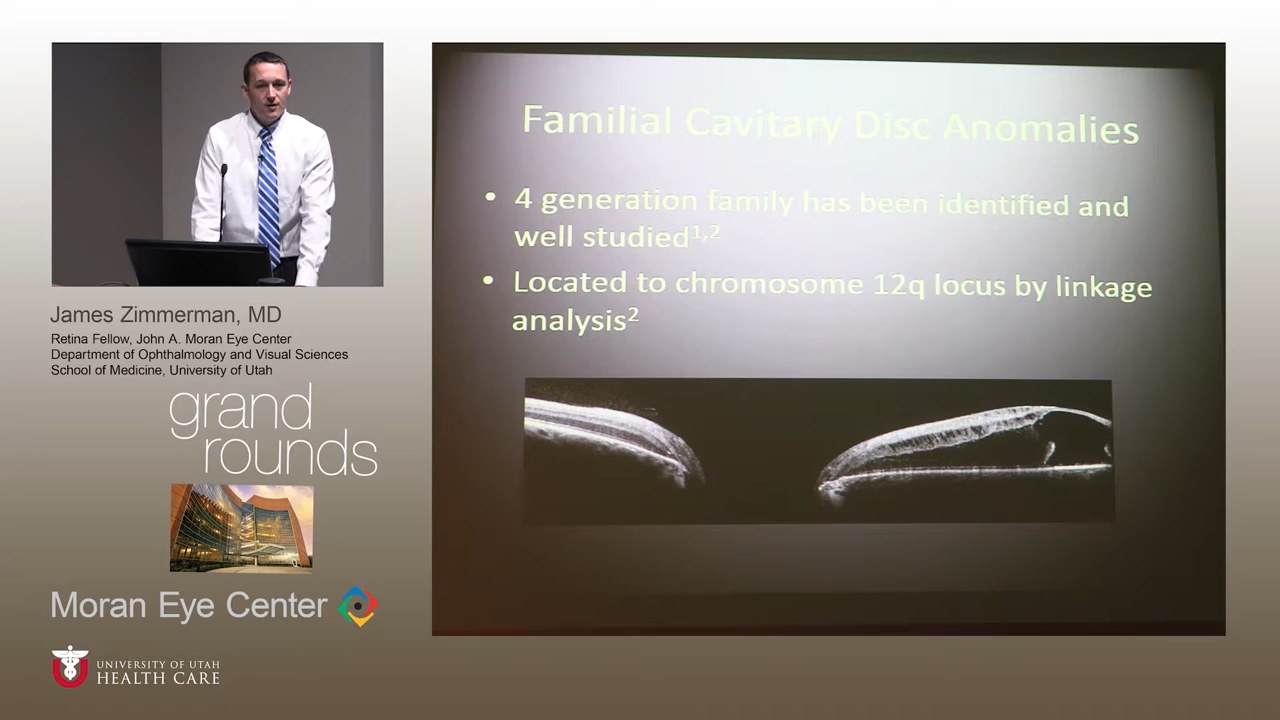 Familial Cavitary Disc Anomalies
• 4 generation family has been identified and
well studied1,2
• Located to chromosome 12q locus by linkage
analysis2
James Zimmerman, MD
Retina Fellow, John A. Moran Eye Center
Department of Ophthalmology and Visual Sciences
School of Medicine, University of Utah
grand
rounds
Moran Eye Center
UNIVERSITY OF UTAH
HEALTH CARE